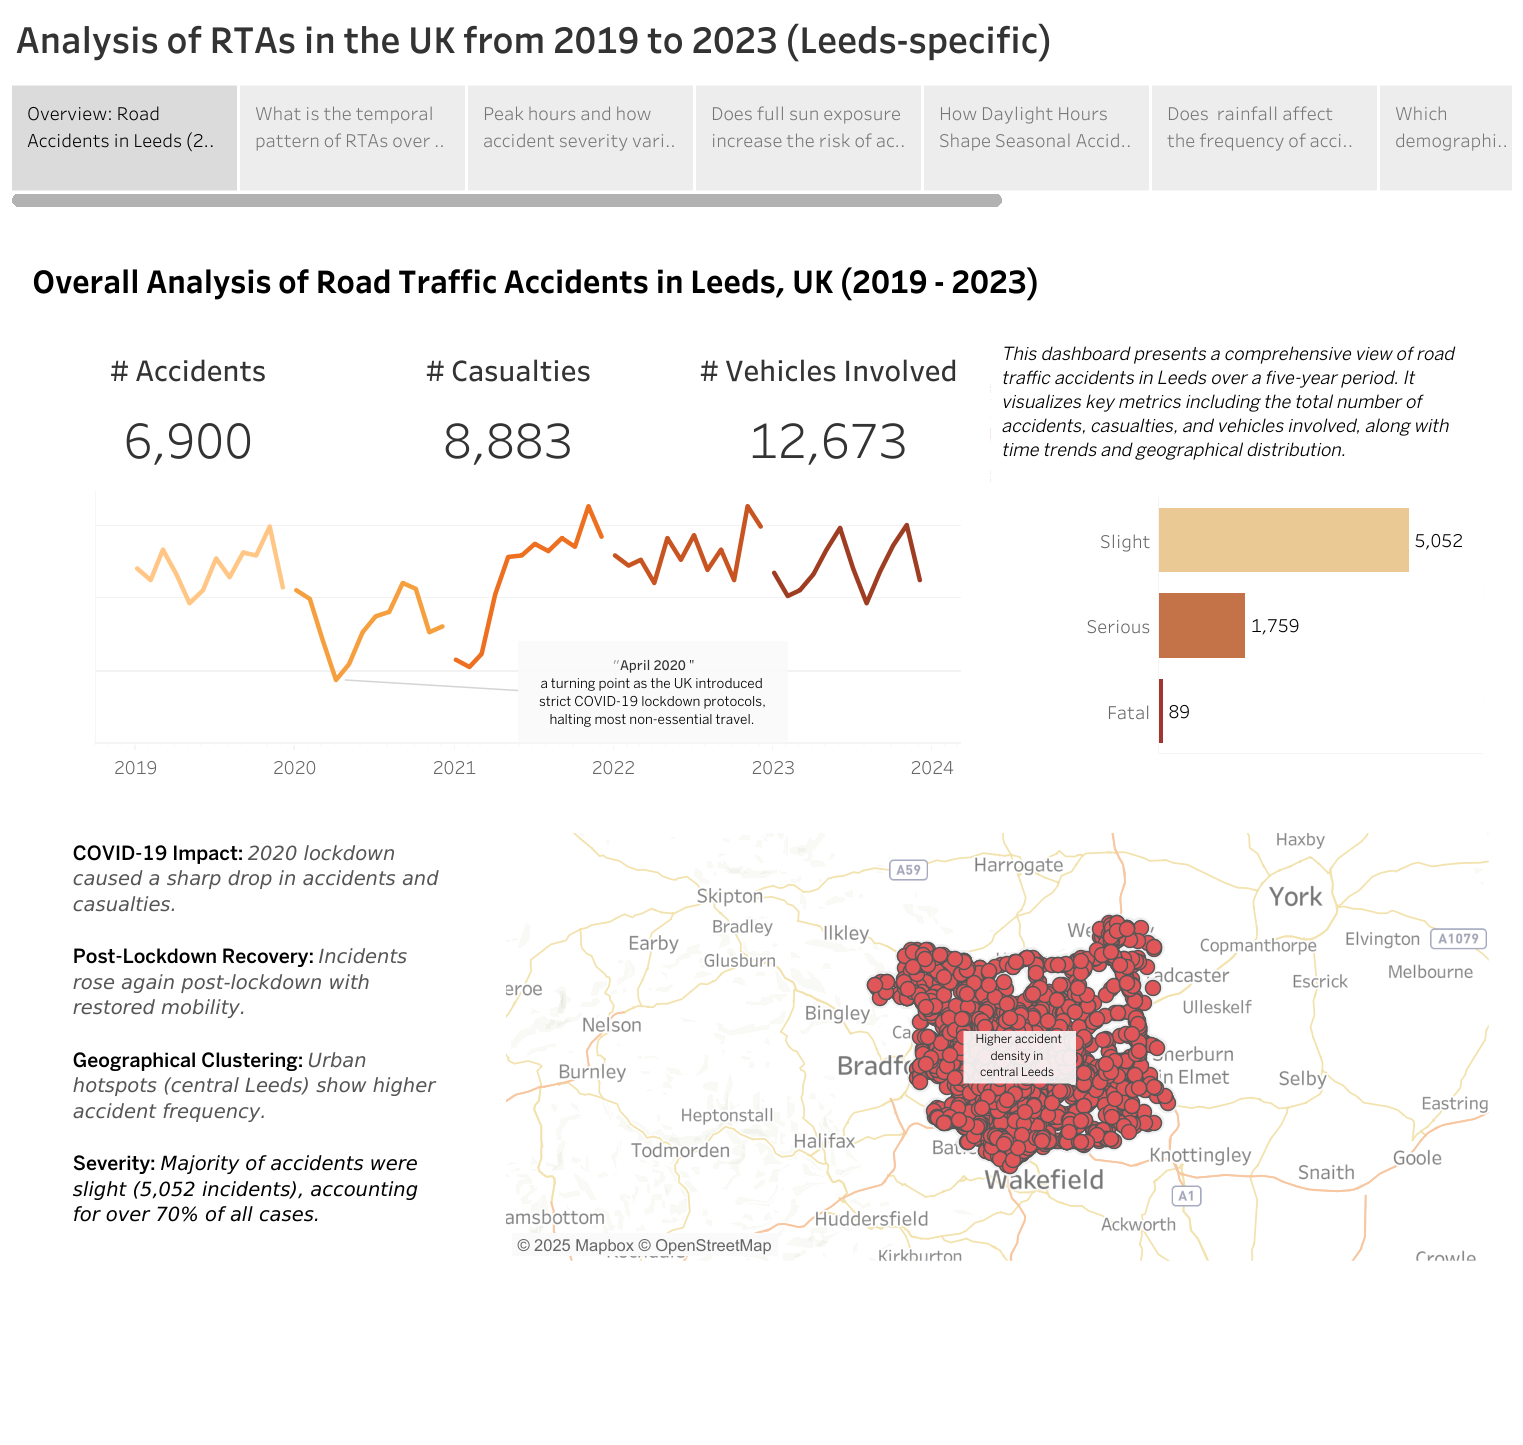 Analysis of RTAs in the UK from 2019 to 2023 (Leeds-specific)
Overview: Road
Accidents in Leeds (2..
What is the temporal
pattern of RTAs over ..
Peak hours and how
accident severity vari..
Does full sun exposure
increase the risk of ac..
How Daylight Hours
Shape Seasonal Accid..
Does rainfall affect
the frequency of acci..
Which
demographi..
Overall Analysis of Road Traffic Accidents in Leeds, UK (2019 - 2023)
# Accidents
6,900
# Casualties
8,883
# Vehicles Involved
12,673
This dashboard presents a comprehensive view of road
traffic accidents in Leeds over a five-year period. It
visualizes key metrics including the total number of
accidents, casualties, and vehicles involved, along with
time trends and geographical distribution.
"April 2020 "
a turning point as the UK introduced
strict COVID-19 lockdown protocols,
halting most non-essential travel.
2019 2020 2021 2022 2023 2024
Slight 5,052
Serious 1,759
Fatal 89
COVID-19 Impact: 2020 lockdown
caused a sharp drop in accidents and
casualties.
Post-Lockdown Recovery: Incidents
rose again post-lockdown with
restored mobility.
Geographical Clustering: Urban
hotspots (central Leeds) show higher
accident frequency.
Severity: Majority of accidents were
slight (5,052 incidents), accounting
for over 70% of all cases.
Haxby
A59
Harrogate
Skipton
York
Bradley
Ilkley
We
Earby
Elvington
A1079
Copmanthorpe
Glusburn
adcaster
Melbourne
Escrick
eroe
Ulleskelf
Bingley
Nelson
Ca
Higher accident
density in
central Leeds
Bradfo
Sherburn
in Elmet
Burnley
Selby
Eastring
Heptonstall
Halifax
Todmorden
Bat
Knottingley
Goole
Snaith
Wakefield
A1
amsbottom
Huddersfield
Ackworth
© 2025 Mapbox © OpenStreetMap
Kirkburton
Crowle